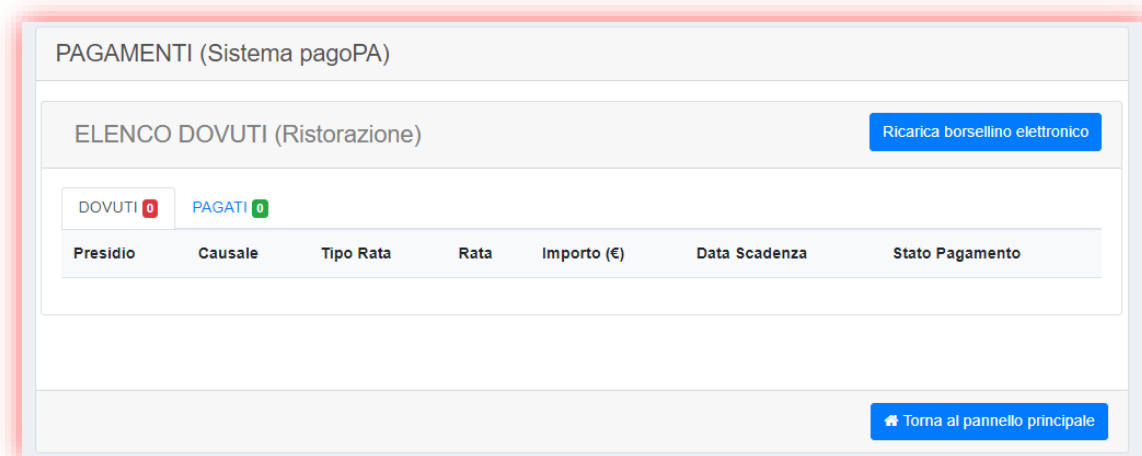 PAGAMENTI (Sistema pagoPA)
ELENCO DOVUTI (Ristorazione)
Ricarica borsellino elettronico
DOVUTI 0 PAGATI 0
Presidio Causale Tipo Rata Rata Importo (€) Data Scadenza Stato Pagamento
Torna al pannello principale